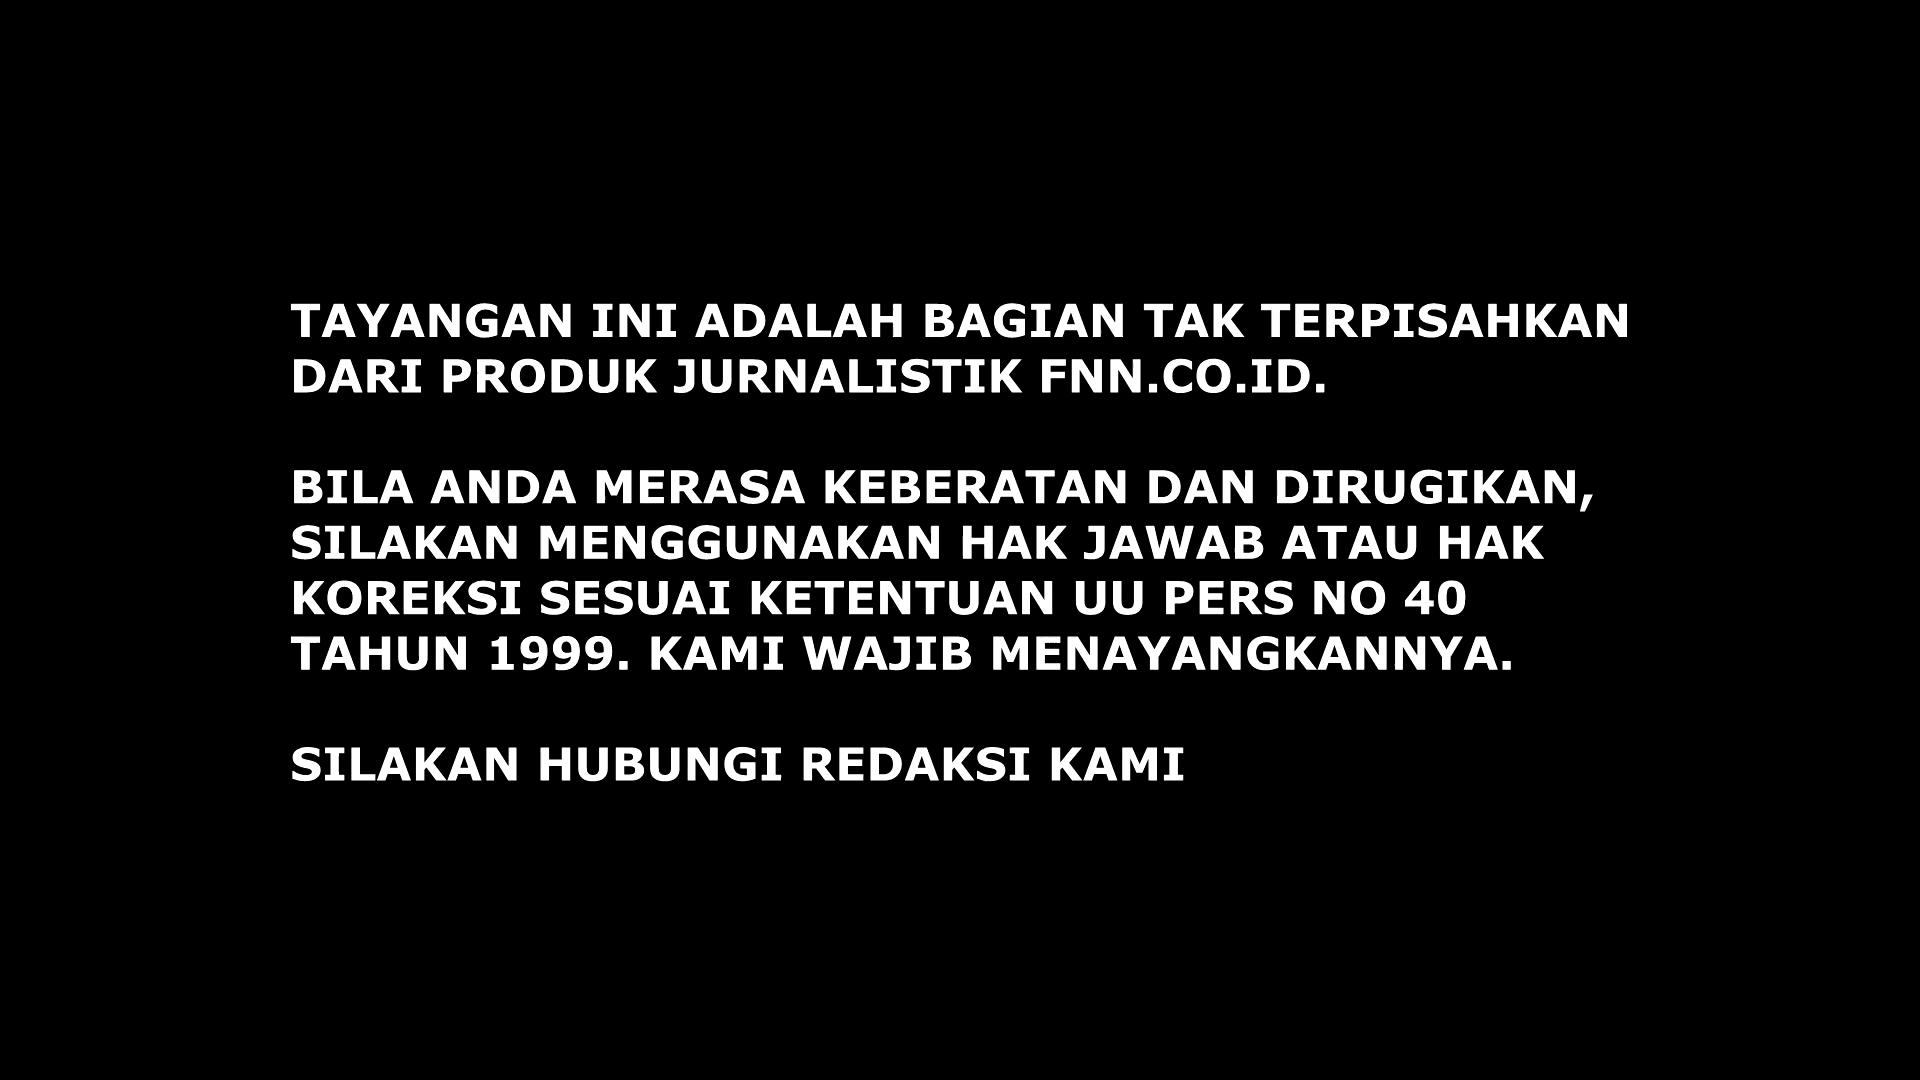 TAYANGAN INI ADALAH BAGIAN TAK TERPISAHKAN
DARI PRODUK JURNALISTIK FNN.CO.ID.
BILA ANDA MERASA KEBERATAN DAN DIRUGIKAN,
SILAKAN MENGGUNAKAN HAK JAWAB ATAU HAK
KOREKSI SESUAI KETENTUAN UU PERS NO 40
TAHUN 1999. KAMI WAJIB MENAYANGKANNYA.
SILAKAN HUBUNGI REDAKSI KAMI